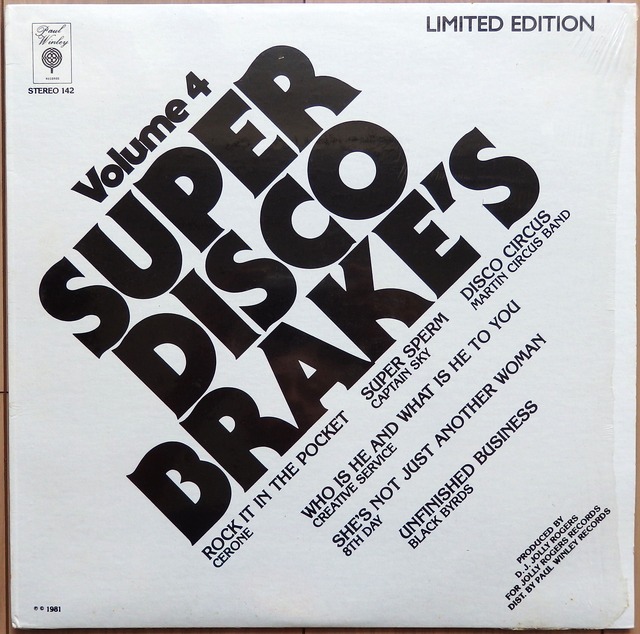 Paul
Winley
RECORDS
STEREO 142
LIMITED EDITION
Volume 4
SUPER
DISCO
BRAKE'S
ROCK IT IN THE POCKET
CERONE
SUPER SPERM
CAPTAIN SKY
DISCO CIRCUS
MARTIN CIRCUS BAND
WHO IS HE AND WHAT IS HE TO YOU
CREATIVE SERVICE
SHE'S NOT JUST ANOTHER WOMAN
8TH DAY
UNFINISHED BUSINESS
BLACK BYRDS
PRODUCED BY
D. J. JOLLY ROGERS
FOR JOLLY ROGERS RECORDS
DIST. BY PAUL WINLEY RECORDS
℗ © 1981